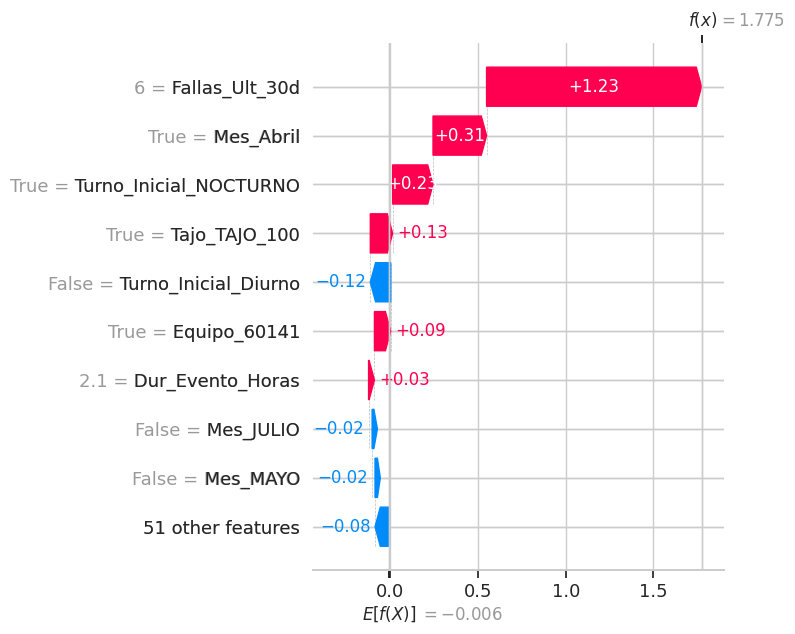 f(x) = 1.775
6 = Fallas_Ult_30d
+1.23
True = Mes_Abril
+0.31
True = Turno_Inicial_NOCTURNO
+0.23
True = Tajo_TAJO_100
+0.13
False = Turno_Inicial_Diurno
−0.12
True = Equipo_60141
+0.09
2.1 = Dur_Evento_Horas
+0.03
False = Mes_JULIO
−0.02
False = Mes_MAYO
−0.02
51 other features
−0.08
0.0 0.5 1.0 1.5
E[f(X)] = −0.006